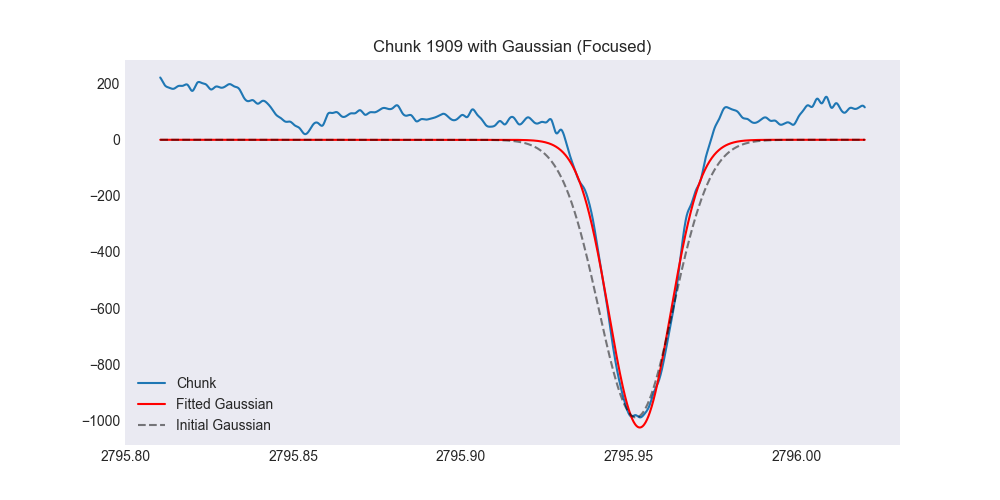 Chunk 1909 with Gaussian (Focused)
200
0
−200
−400
−600
−800
−1000
Chunk
Fitted Gaussian
Initial Gaussian
2795.80 2795.85 2795.90 2795.95 2796.00